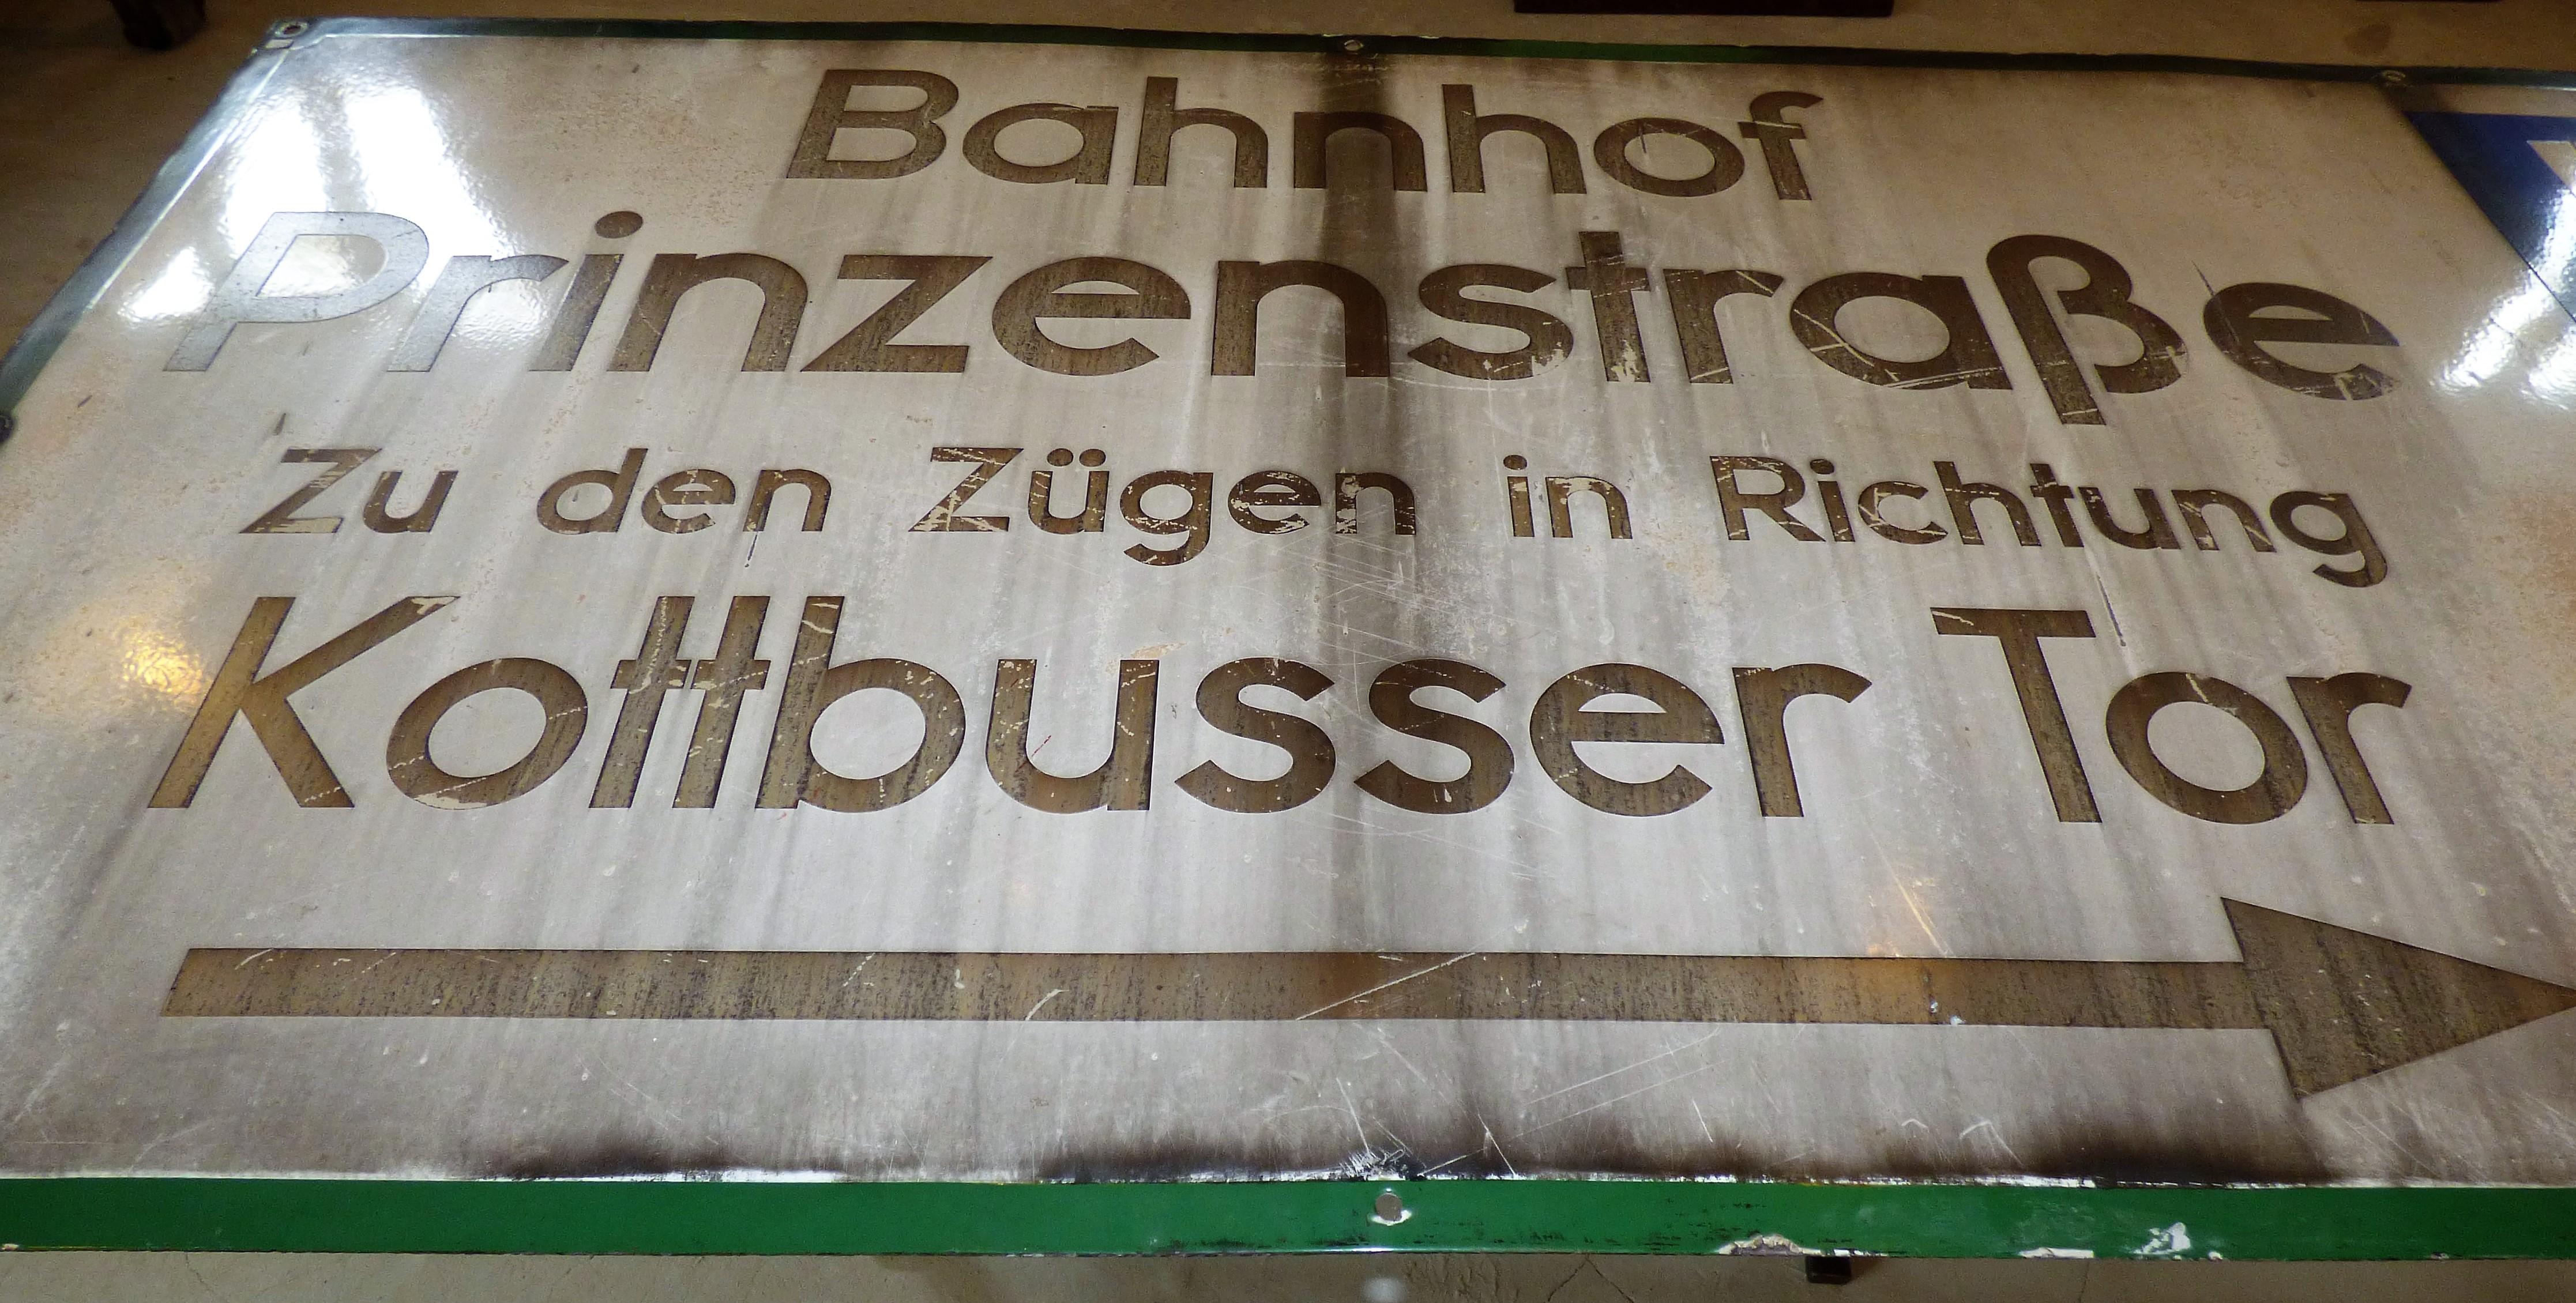 Bahnhof
Prinzenstraße
Zu den Zügen in Richtung
Kottbusser Tor